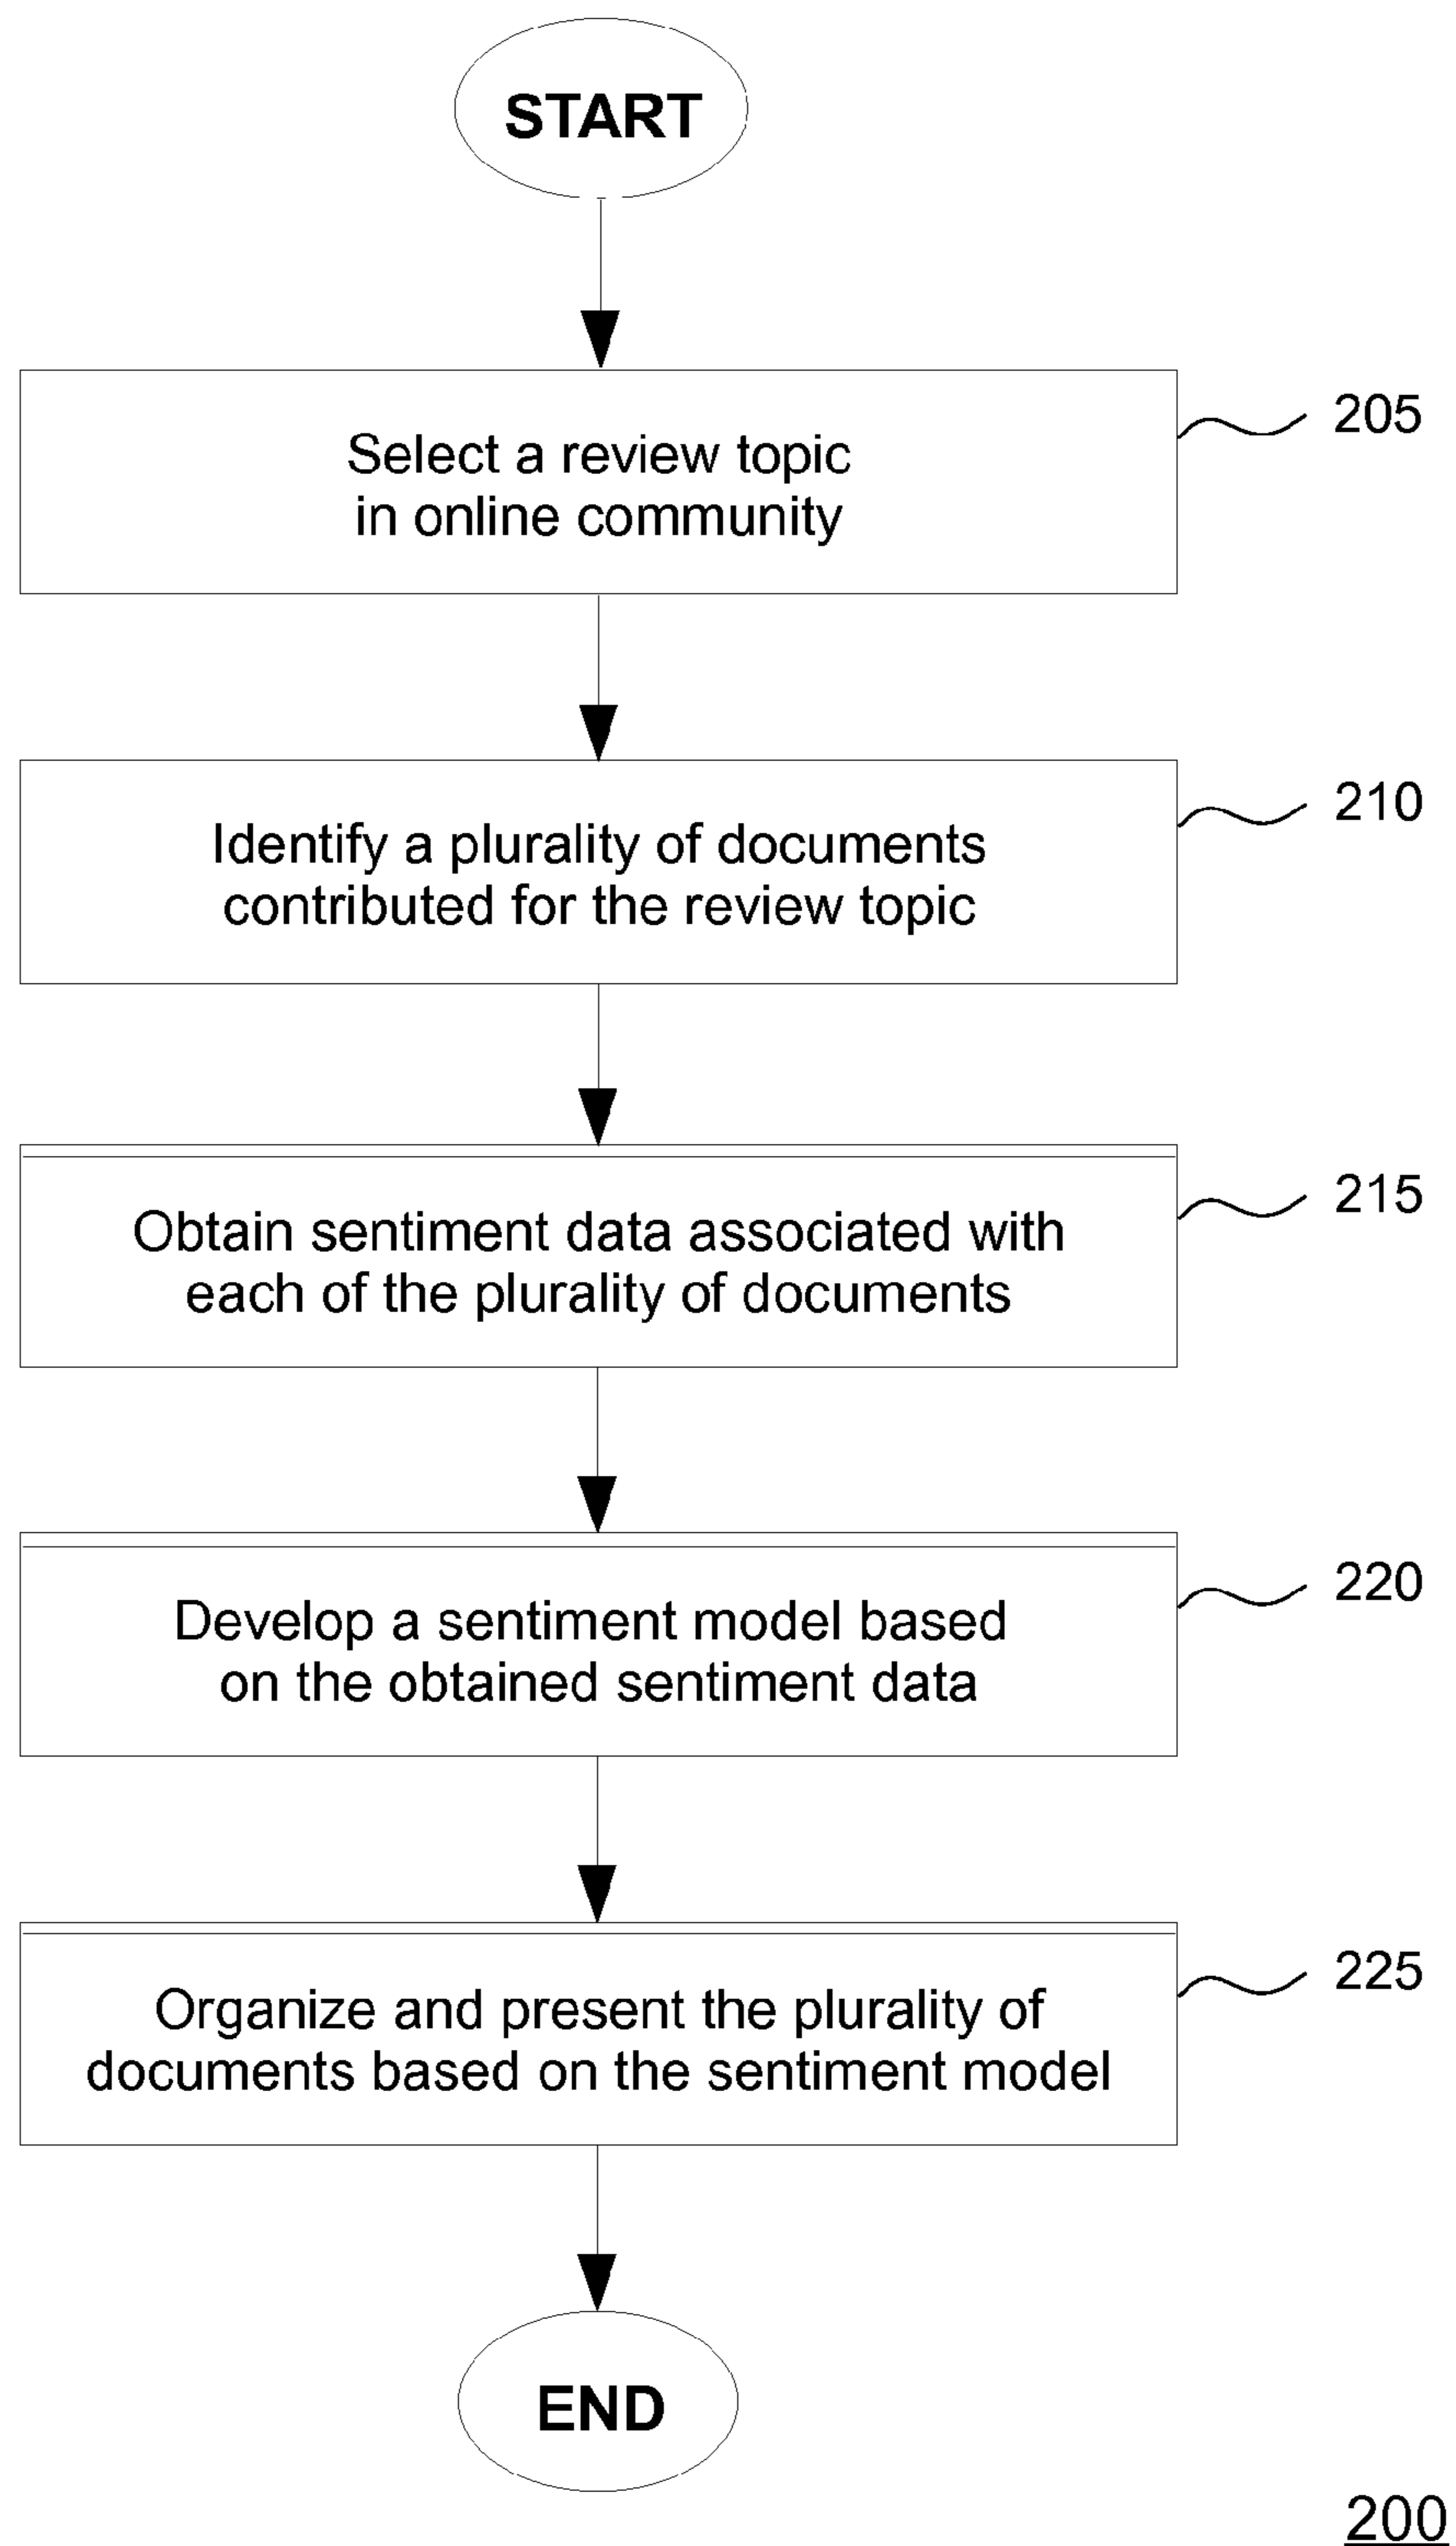 START
Select a review topic
in online community
205
Identify a plurality of documents
contributed for the review topic
210
Obtain sentiment data associated with
each of the plurality of documents
215
Develop a sentiment model based
on the obtained sentiment data
220
Organize and present the plurality of
documents based on the sentiment model
225
END
200